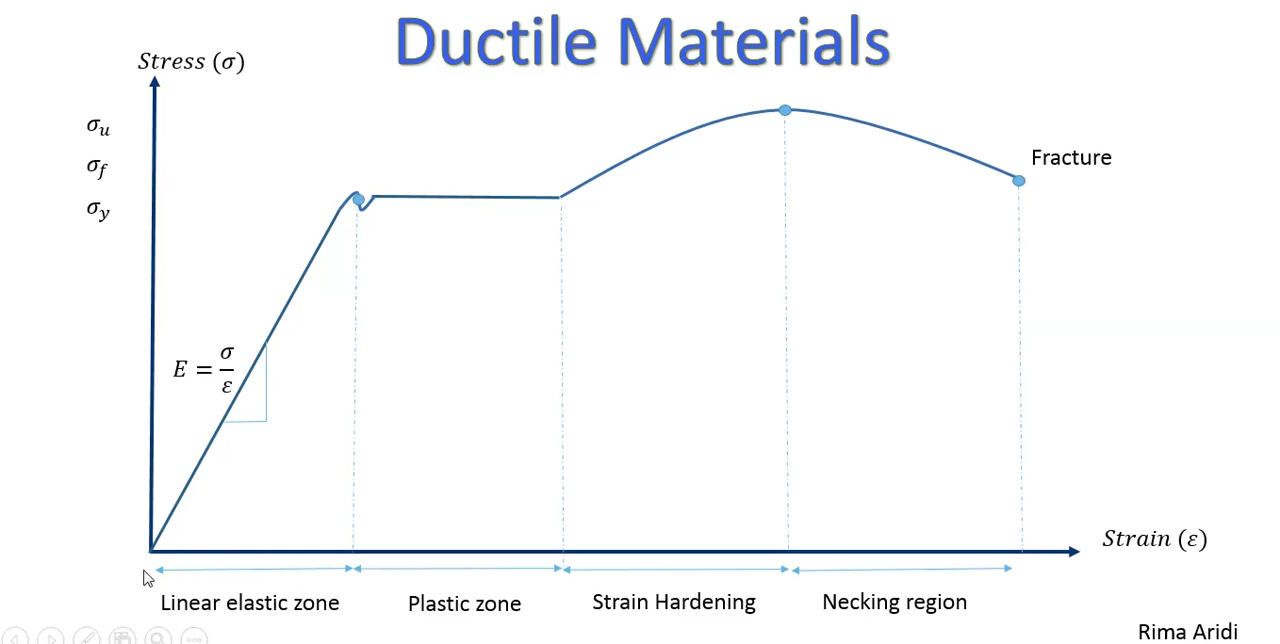 Ductile Materials
Stress (σ)
σu
σf
σy
Fracture
E = σ/ε
Strain (ε)
Linear elastic zone
Plastic zone
Strain Hardening
Necking region
Rima Aridi